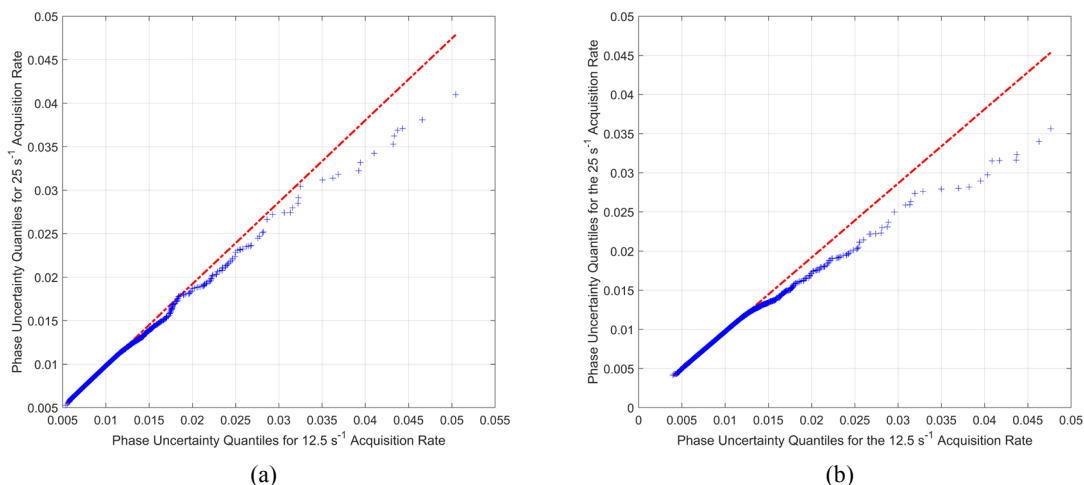 Phase Uncertainty Quantiles for 25 s⁻¹ Acquisition Rate
0.05
0.045
0.04
0.035
0.03
0.025
0.02
0.015
0.01
0.005
0.005 0.01 0.015 0.02 0.025 0.03 0.035 0.04 0.045 0.05 0.055
Phase Uncertainty Quantiles for 12.5 s⁻¹ Acquisition Rate
(a)
Phase Uncertainty Quantiles for the 25 s⁻¹ Acquisition Rate
0.05
0.045
0.04
0.035
0.03
0.025
0.02
0.015
0.01
0.005
0
0 0.005 0.01 0.015 0.02 0.025 0.03 0.035 0.04 0.045 0.05
Phase Uncertainty Quantiles for the 12.5 s⁻¹ Acquisition Rate
(b)